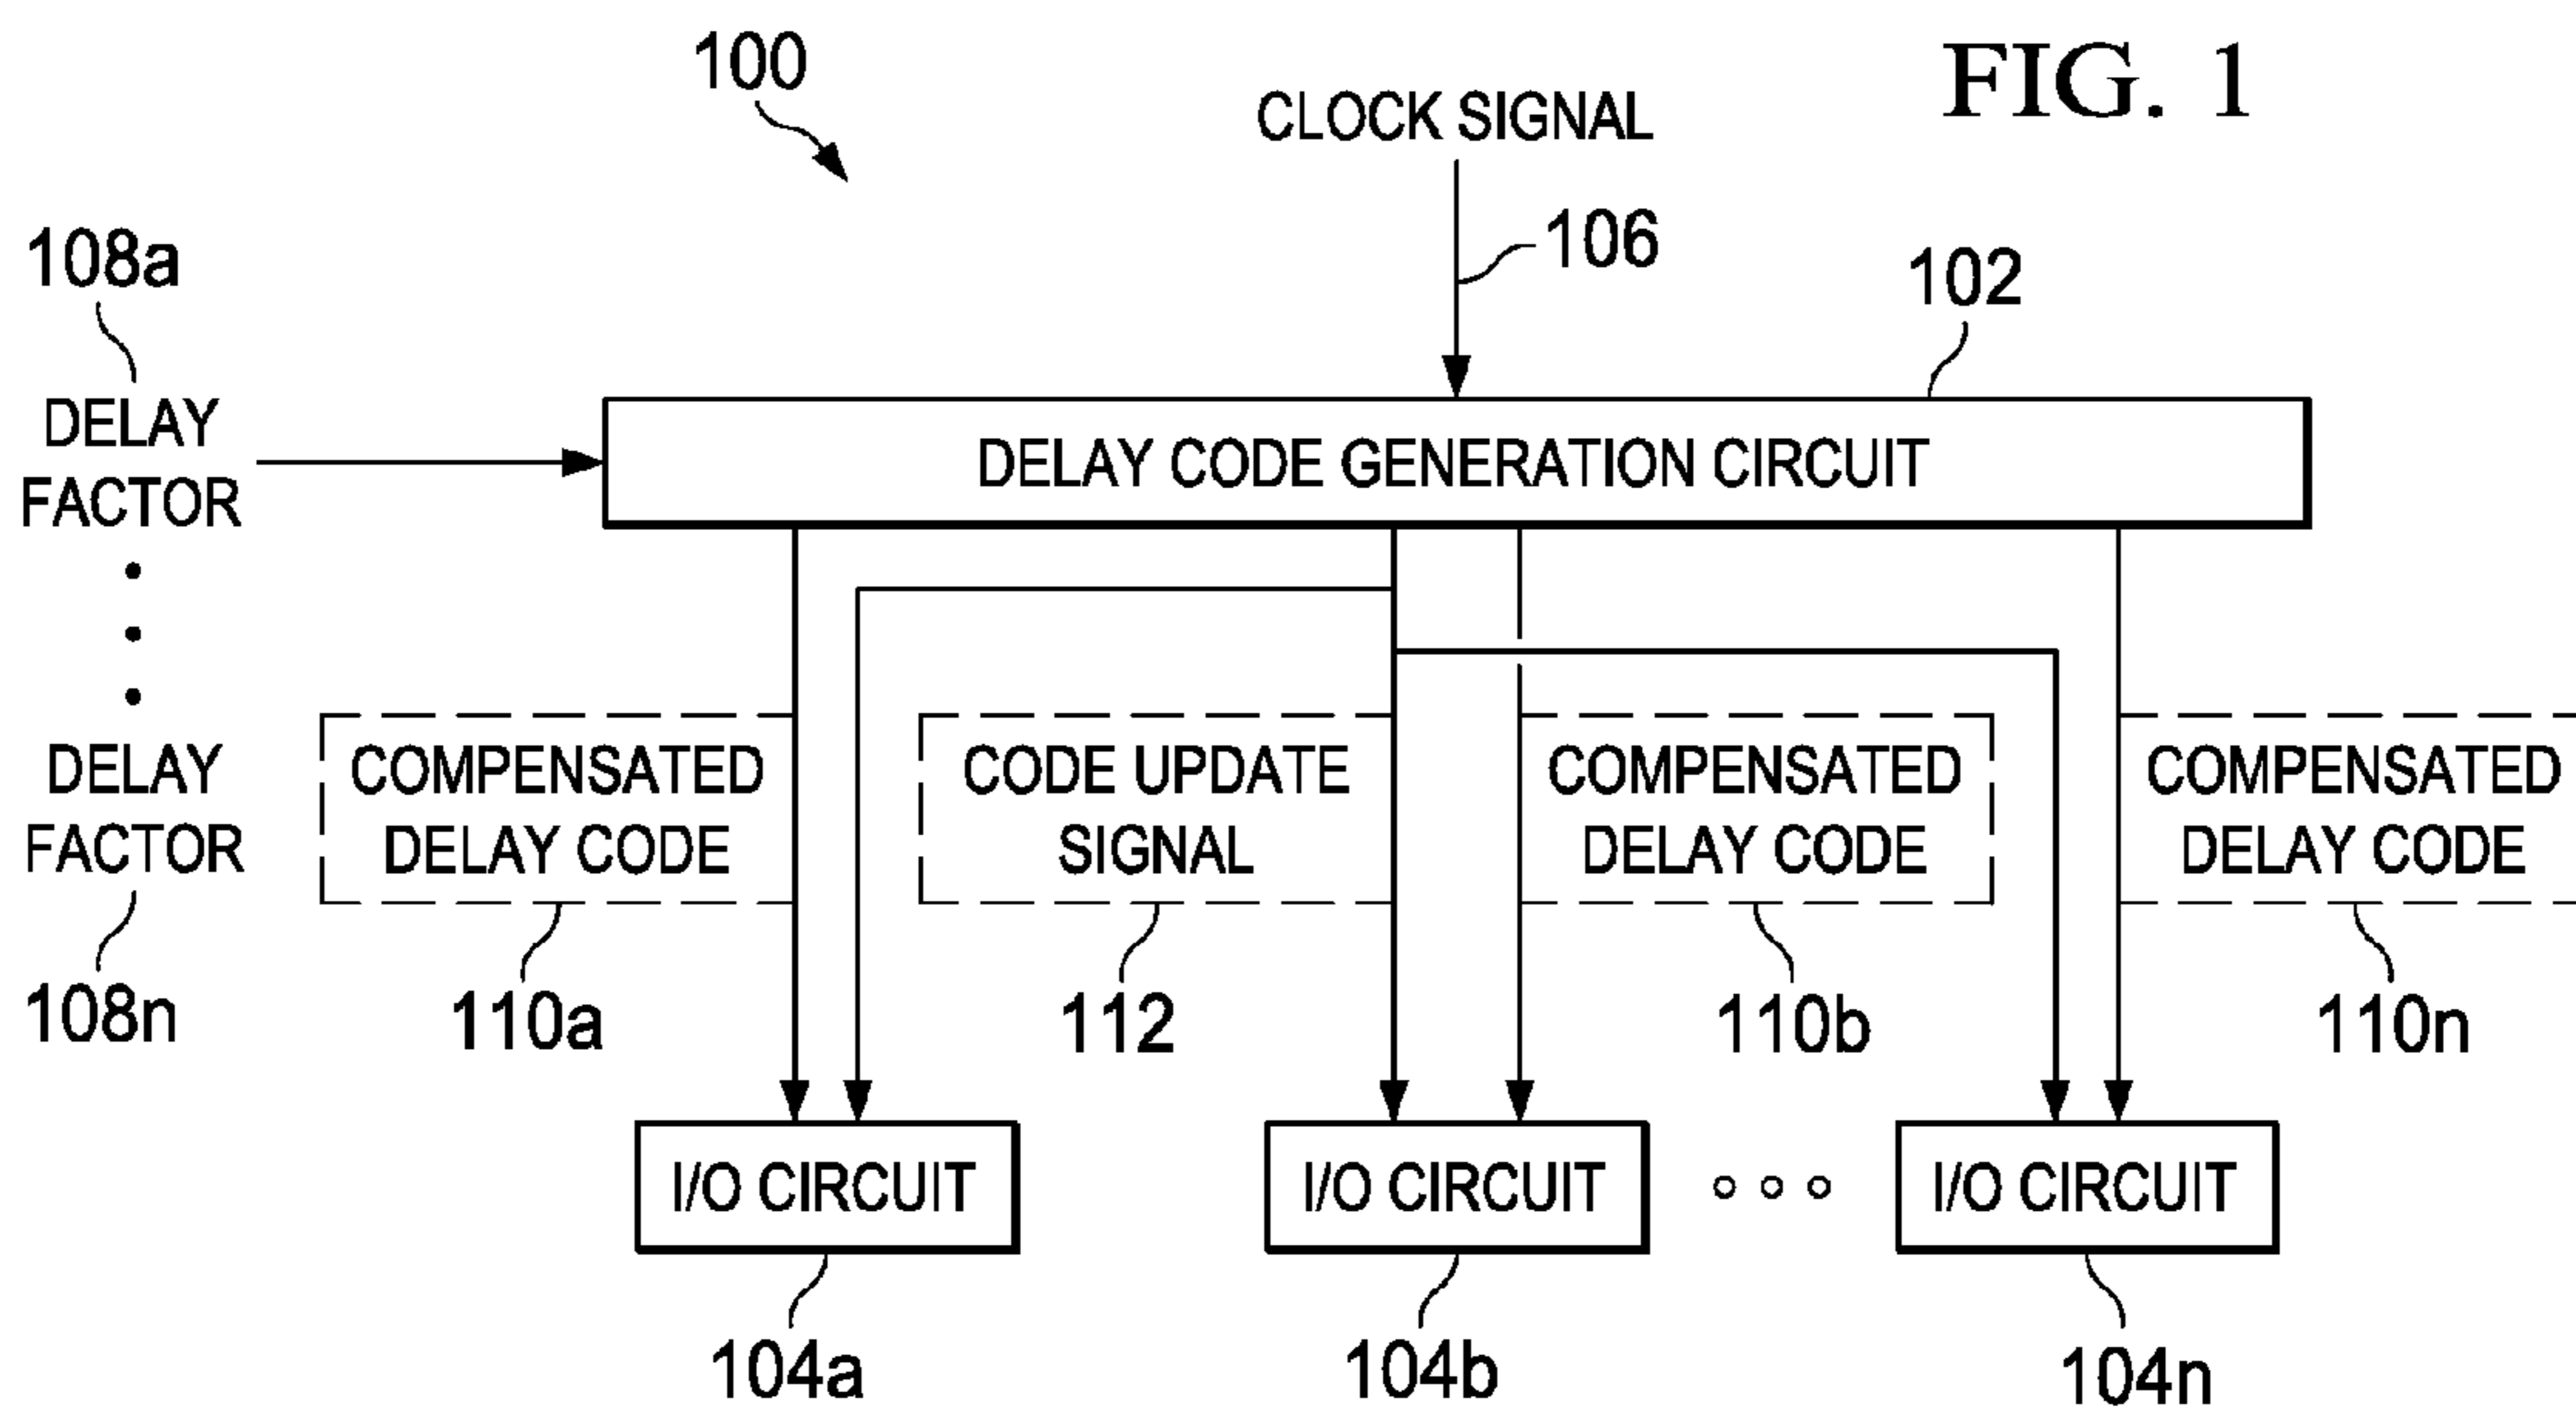 FIG. 1
100
CLOCK SIGNAL
106
102
108a
DELAY
FACTOR
DELAY CODE GENERATION CIRCUIT
DELAY
FACTOR
108n
COMPENSATED
DELAY CODE
110a
CODE UPDATE
SIGNAL
112
COMPENSATED
DELAY CODE
110b
COMPENSATED
DELAY CODE
110n
I/O CIRCUIT
I/O CIRCUIT
I/O CIRCUIT
104a
104b
104n